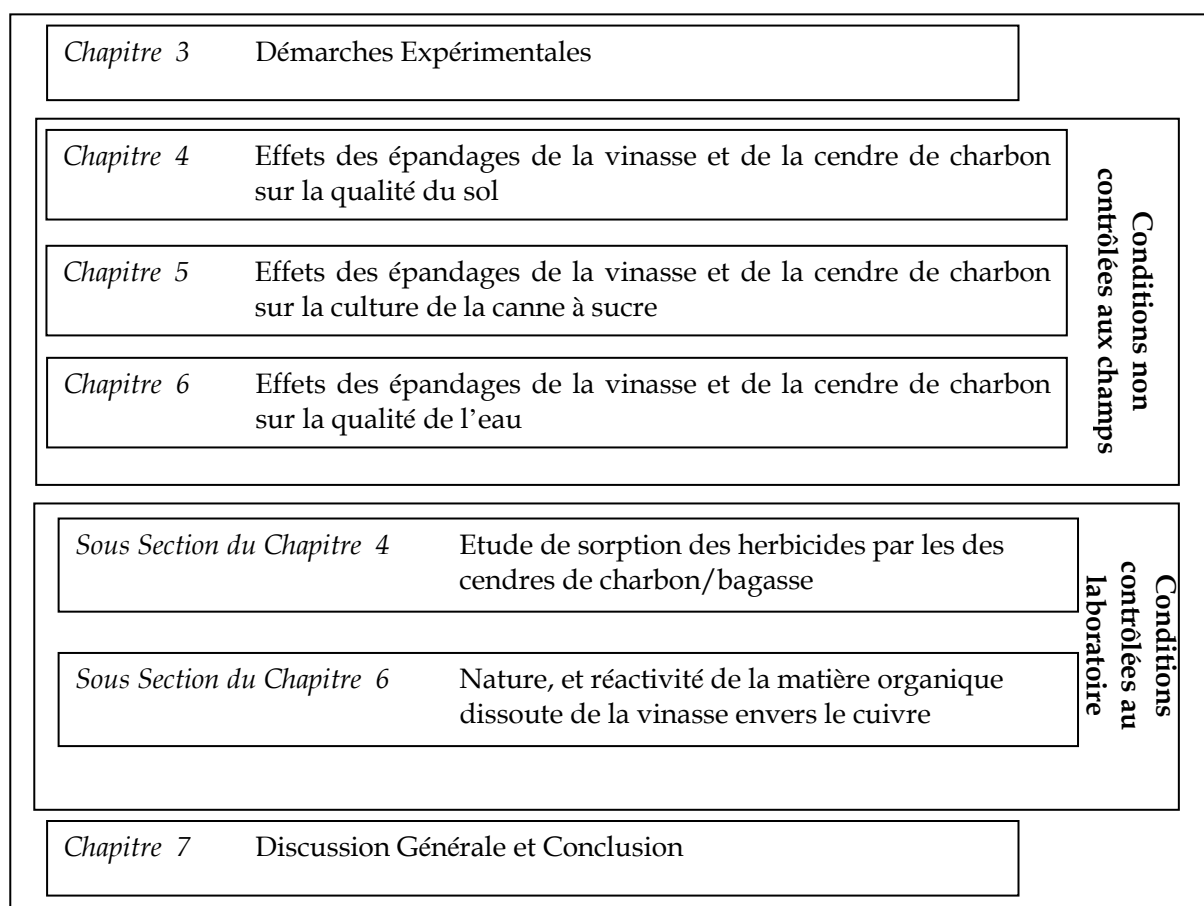 Chapitre 3 Démarches Expérimentales
Chapitre 4 Effets des épandages de la vinasse et de la cendre de charbon
sur la qualité du sol
Chapitre 5 Effets des épandages de la vinasse et de la cendre de charbon
sur la culture de la canne à sucre
Chapitre 6 Effets des épandages de la vinasse et de la cendre de charbon
sur la qualité de l'eau
Conditions non
contrôlées aux champs
Sous Section du Chapitre 4 Etude de sorption des herbicides par les des
cendres de charbon/bagasse
Sous Section du Chapitre 6 Nature, et réactivité de la matière organique
dissoute de la vinasse envers le cuivre
Conditions
contrôlées au
laboratoire
Chapitre 7 Discussion Générale et Conclusion